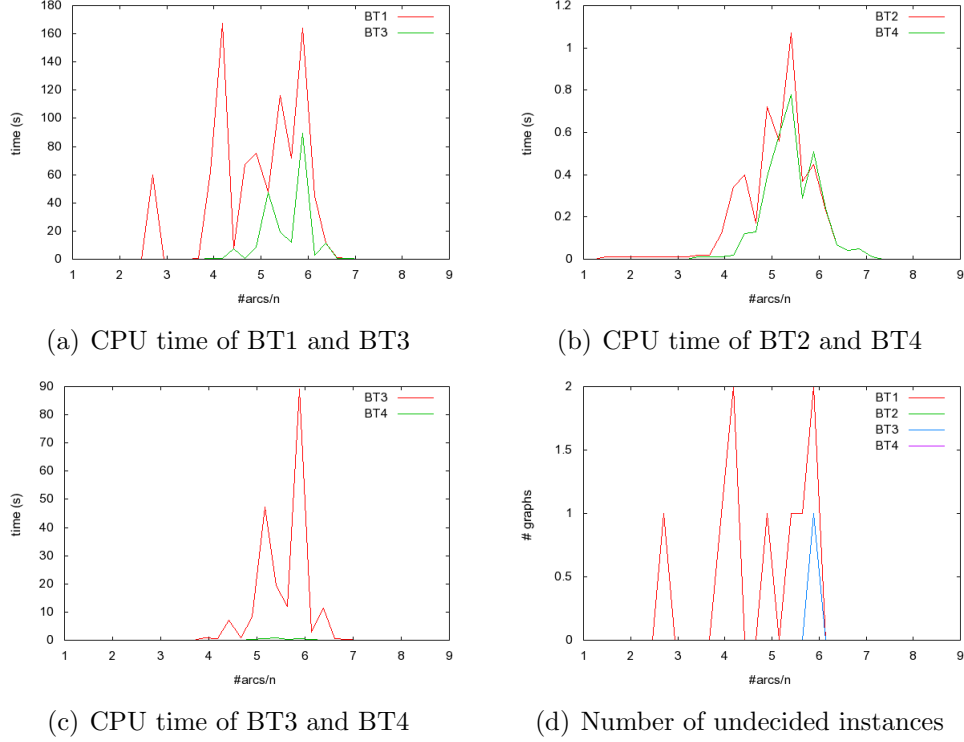 BT1
BT3
180
160
140
120
100
80
60
40
20
0
time (s)
1 2 3 4 5 6 7 8 9
#arcs/n
(a) CPU time of BT1 and BT3
BT2
BT4
1.2
1
0.8
0.6
0.4
0.2
0
time (s)
1 2 3 4 5 6 7 8 9
#arcs/n
(b) CPU time of BT2 and BT4
BT3
BT4
90
80
70
60
50
40
30
20
10
0
time (s)
1 2 3 4 5 6 7 8 9
#arcs/n
(c) CPU time of BT3 and BT4
BT1
BT2
BT3
BT4
2
1.5
1
0.5
0
# graphs
1 2 3 4 5 6 7 8 9
#arcs/n
(d) Number of undecided instances